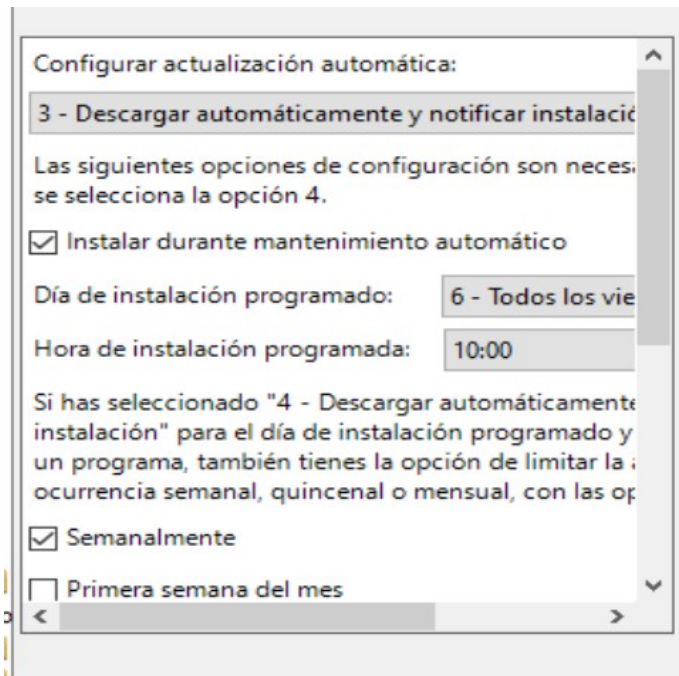 Configurar actualización automática:
3 - Descargar automáticamente y notificar instalació
Las siguientes opciones de configuración son neces
se selecciona la opción 4.
Instalar durante mantenimiento automático
Día de instalación programado: 6 - Todos los vie
Hora de instalación programada: 10:00
Si has seleccionado "4 - Descargar automáticamente
instalación" para el día de instalación programado y
un programa, también tienes la opción de limitar la
ocurrencia semanal, quincenal o mensual, con las op
Semanalmente
Primera semana del mes